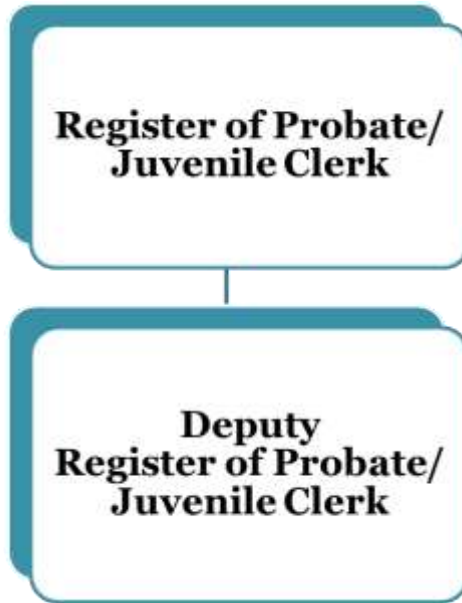 Register of Probate/
Juvenile Clerk
Deputy
Register of Probate/
Juvenile Clerk